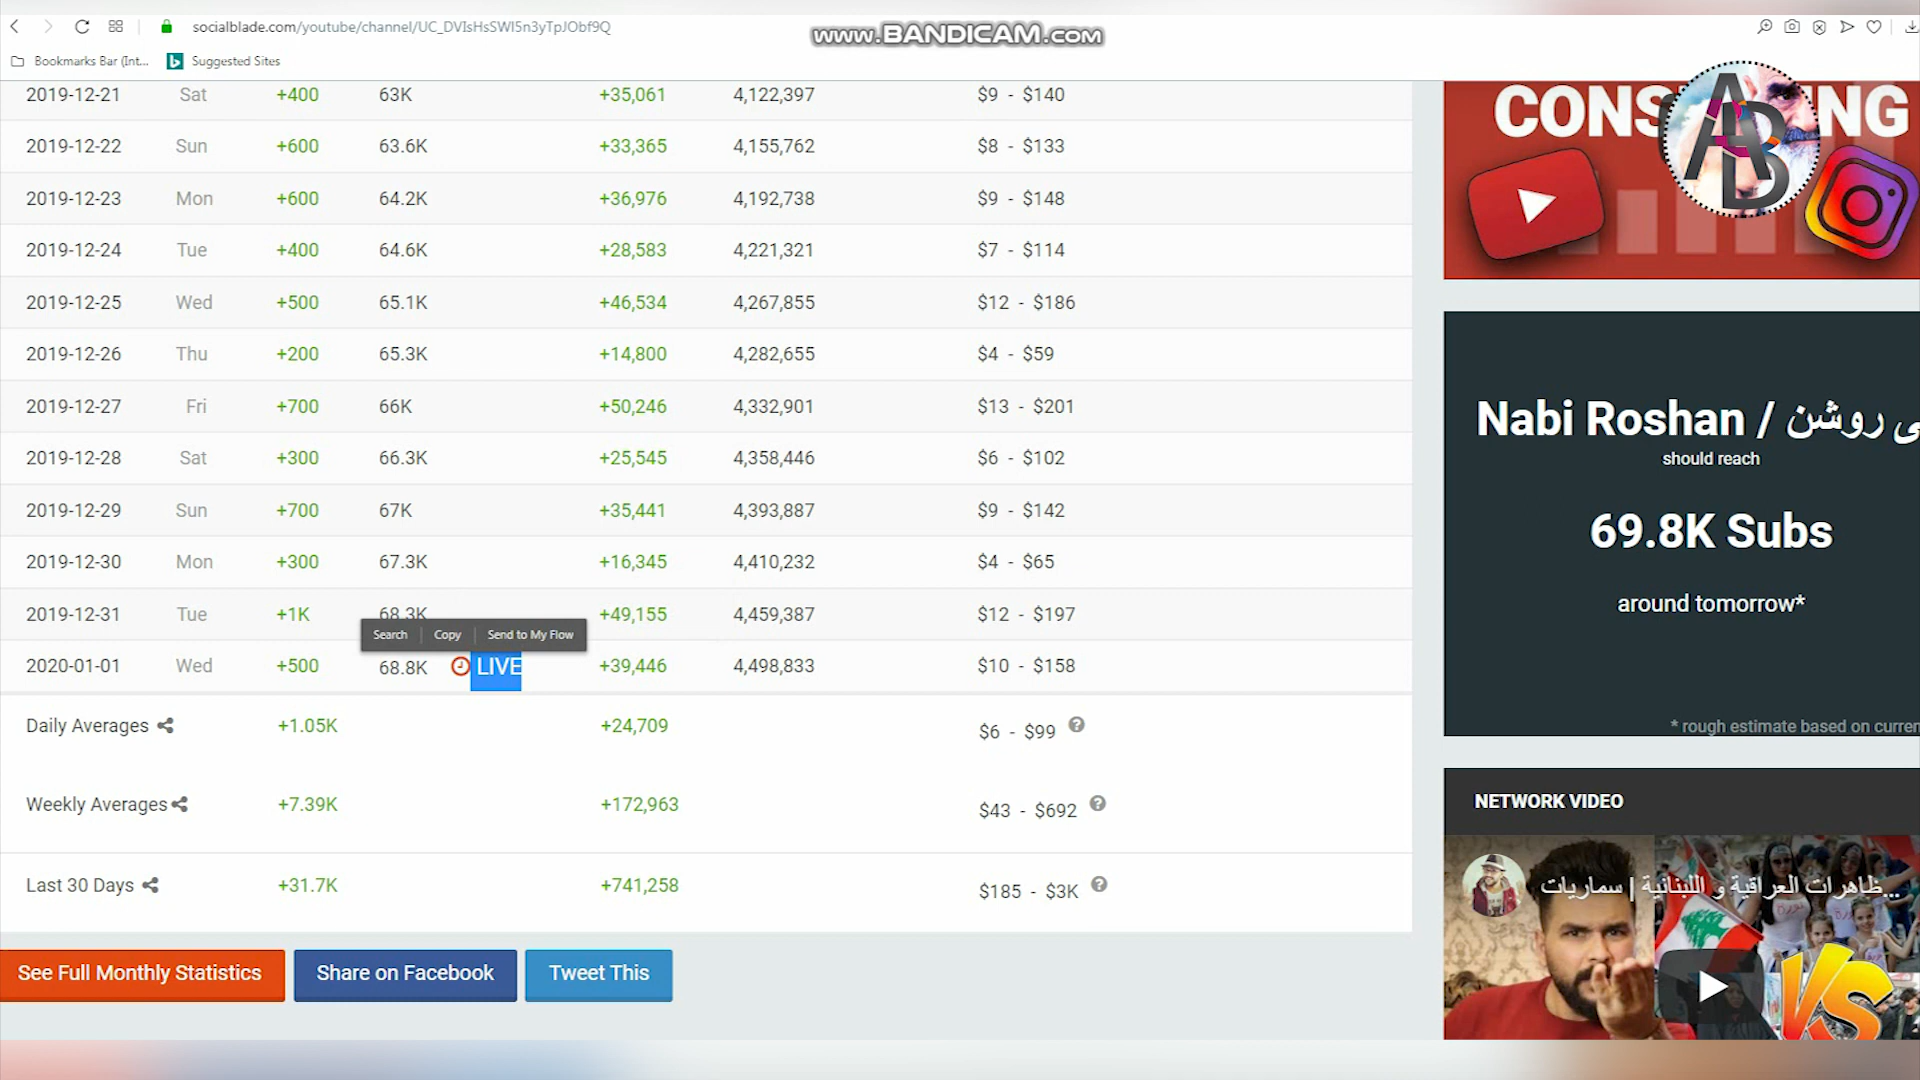 socialblade.com/youtube/channel/UC_DVIsHsSWI5n3yTpJObf9Q
www.BANDICAM.com
Bookmarks Bar (Int... Suggested Sites
2019-12-21 Sat +400 63K +35,061 4,122,397 $9 - $140
2019-12-22 Sun +600 63.6K +33,365 4,155,762 $8 - $133
2019-12-23 Mon +600 64.2K +36,976 4,192,738 $9 - $148
2019-12-24 Tue +400 64.6K +28,583 4,221,321 $7 - $114
2019-12-25 Wed +500 65.1K +46,534 4,267,855 $12 - $186
2019-12-26 Thu +200 65.3K +14,800 4,282,655 $4 - $59
2019-12-27 Fri +700 66K +50,246 4,332,901 $13 - $201
2019-12-28 Sat +300 66.3K +25,545 4,358,446 $6 - $102
2019-12-29 Sun +700 67K +35,441 4,393,887 $9 - $142
2019-12-30 Mon +300 67.3K +16,345 4,410,232 $4 - $65
2019-12-31 Tue +1K 68.3K +49,155 4,459,387 $12 - $197
Search Copy Send to My Flow
2020-01-01 Wed +500 68.8K LIVE +39,446 4,498,833 $10 - $158
Daily Averages +1.05K +24,709 $6 - $99
Weekly Averages +7.39K +172,963 $43 - $692
Last 30 Days +31.7K +741,258 $185 - $3K
See Full Monthly Statistics Share on Facebook Tweet This
Nabi Roshan / ی روشن
should reach
69.8K Subs
around tomorrow*
* rough estimate based on curren
NETWORK VIDEO
ظاهرات العراقية و اللبنانية | سماريات...
VS